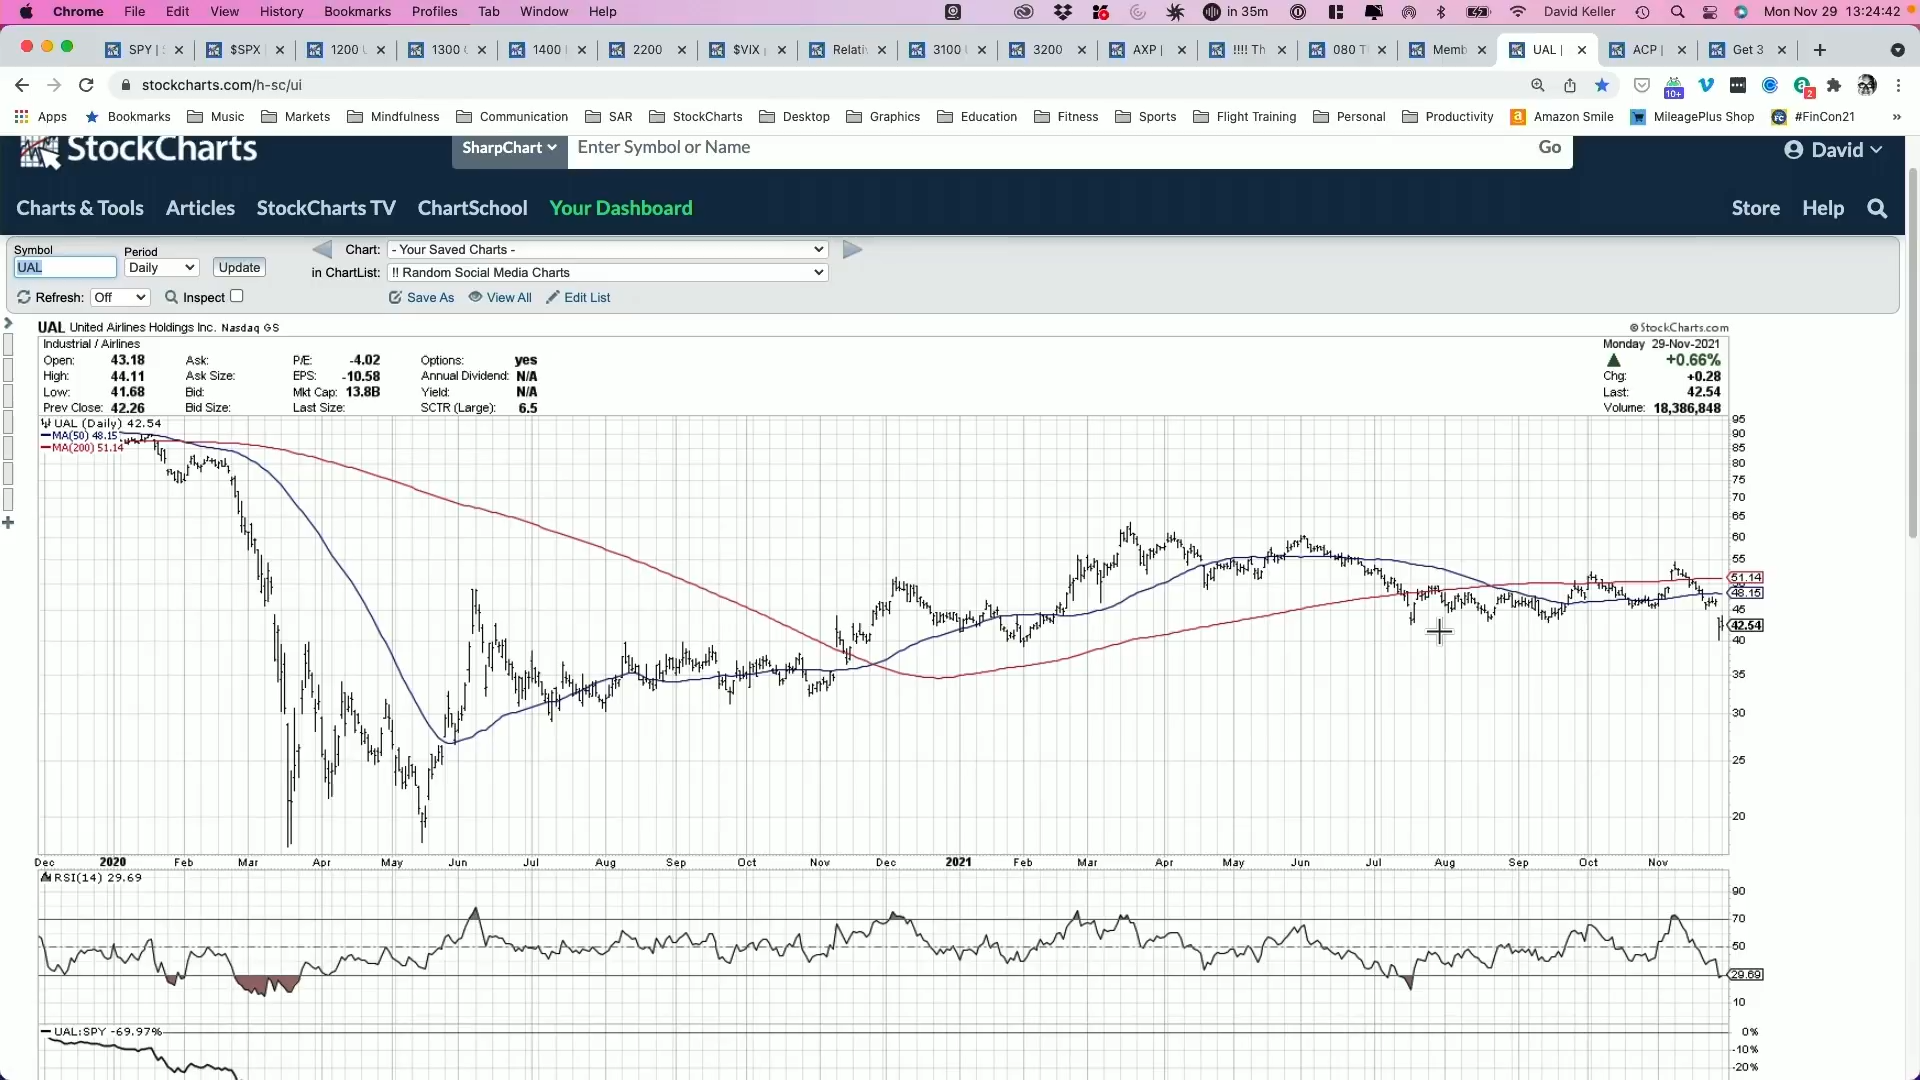 Chrome File Edit View History Bookmarks Profiles Tab Window Help in 35m David Keller Mon Nov 29 13:24:42
SPY | $SPX 1200 1300 1400 | 2200 $VIX Relati 3100 3200 AXP | !!!! Th 080 T Memb UAL | ACP | Get 3
stockcharts.com/h-sc/ui 10+ 2
Apps Bookmarks Music Markets Mindfulness Communication SAR StockCharts Desktop Graphics Education Fitness Sports Flight Training Personal Productivity Amazon Smile MileagePlus Shop #FinCon21 »
StockCharts SharpChart Enter Symbol or Name Go David
Charts & Tools Articles StockCharts TV ChartSchool Your Dashboard Store Help
Symbol Period Chart: - Your Saved Charts -
UAL Daily Update in ChartList: !! Random Social Media Charts
Refresh: Off Inspect Save As View All Edit List
UAL United Airlines Holdings Inc. Nasdaq GS © StockCharts.com
Industrial / Airlines Monday 29-Nov-2021
Open: 43.18 Ask: P/E: -4.02 Options: yes +0.66%
High: 44.11 Ask Size: EPS: -10.58 Annual Dividend: N/A Chg: +0.28
Low: 41.68 Bid: Mkt Cap: 13.8B Yield: N/A Last: 42.54
Prev Close: 42.26 Bid Size: Last Size: SCTR (Large): 6.5 Volume: 18,386,848
UAL (Daily) 42.54
MA(50) 48.15
MA(200) 51.14
95
90
85
80
75
70
65
60
55
51.14
48.15
45
42.54
40
35
30
25
20
Dec 2020 Feb Mar Apr May Jun Jul Aug Sep Oct Nov Dec 2021 Feb Mar Apr May Jun Jul Aug Sep Oct Nov
RSI(14) 29.69
90
70
50
29.69
10
UAL:SPY -69.97%
0%
-10%
-20%